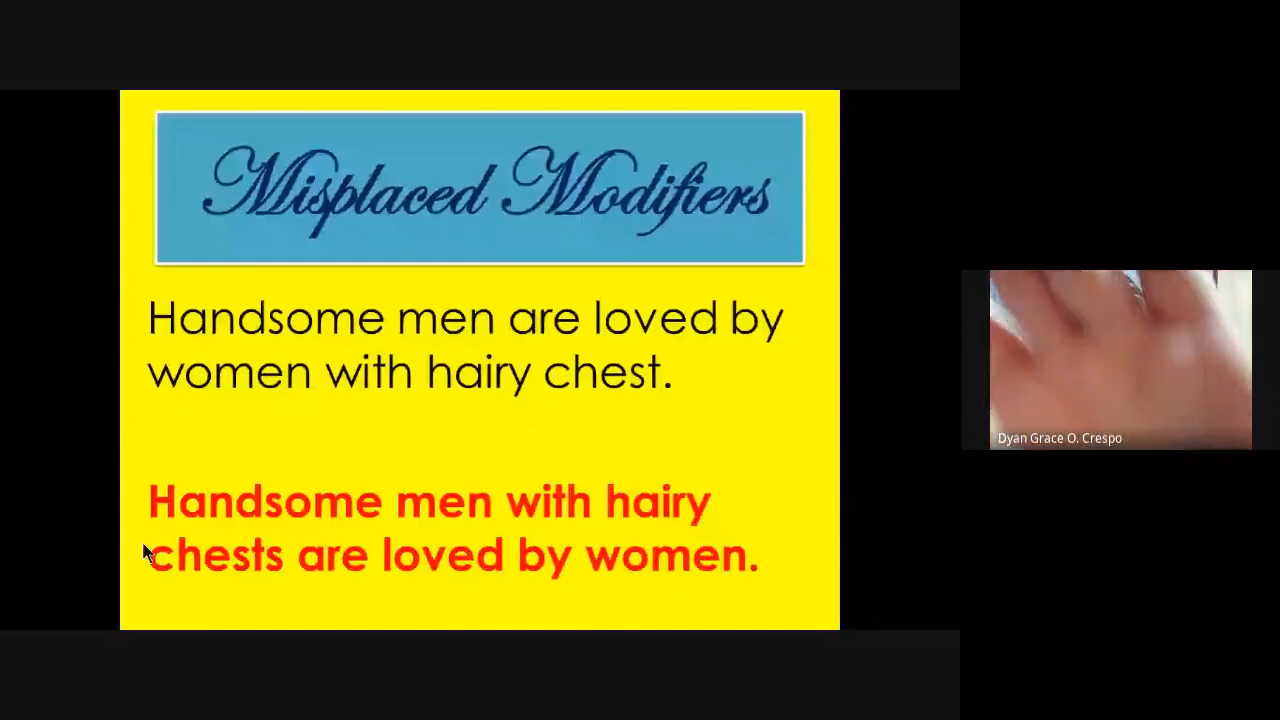 Misplaced Modifiers
Handsome men are loved by
women with hairy chest.
Handsome men with hairy
chests are loved by women.
Dyan Grace O. Crespo